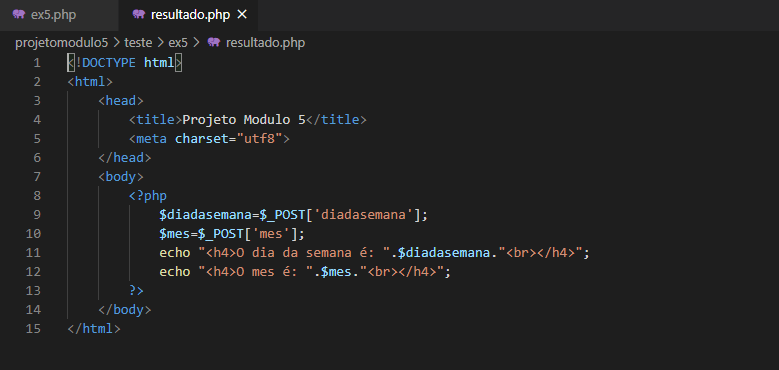 ex5.php resultado.php
projetomodulo5 > teste > ex5 > resultado.php
1 <!DOCTYPE html>
2 <html>
3 <head>
4 <title>Projeto Modulo 5</title>
5 <meta charset="utf8">
6 </head>
7 <body>
8 <?php
9 $diadasemana=$_POST['diadasemana'];
10 $mes=$_POST['mes'];
11 echo "<h4>O dia da semana é: ".$diadasemana."<br></h4>";
12 echo "<h4>O mes é: ".$mes."<br></h4>";
13 ?>
14 </body>
15 </html>